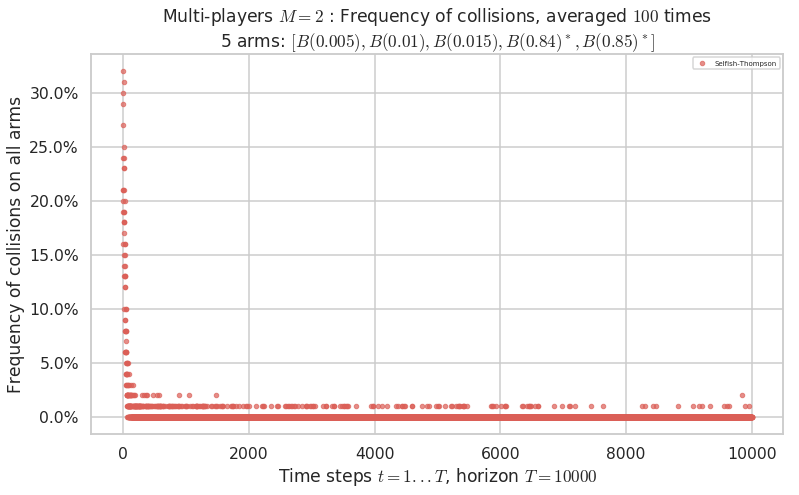 Multi-players M = 2 : Frequency of collisions, averaged 100 times
5 arms: [B(0.005), B(0.01), B(0.015), B(0.84)*, B(0.85)*]
Selfish-Thompson
Frequency of collisions on all arms
30.0%
25.0%
20.0%
15.0%
10.0%
5.0%
0.0%
0 2000 4000 6000 8000 10000
Time steps t = 1...T, horizon T = 10000